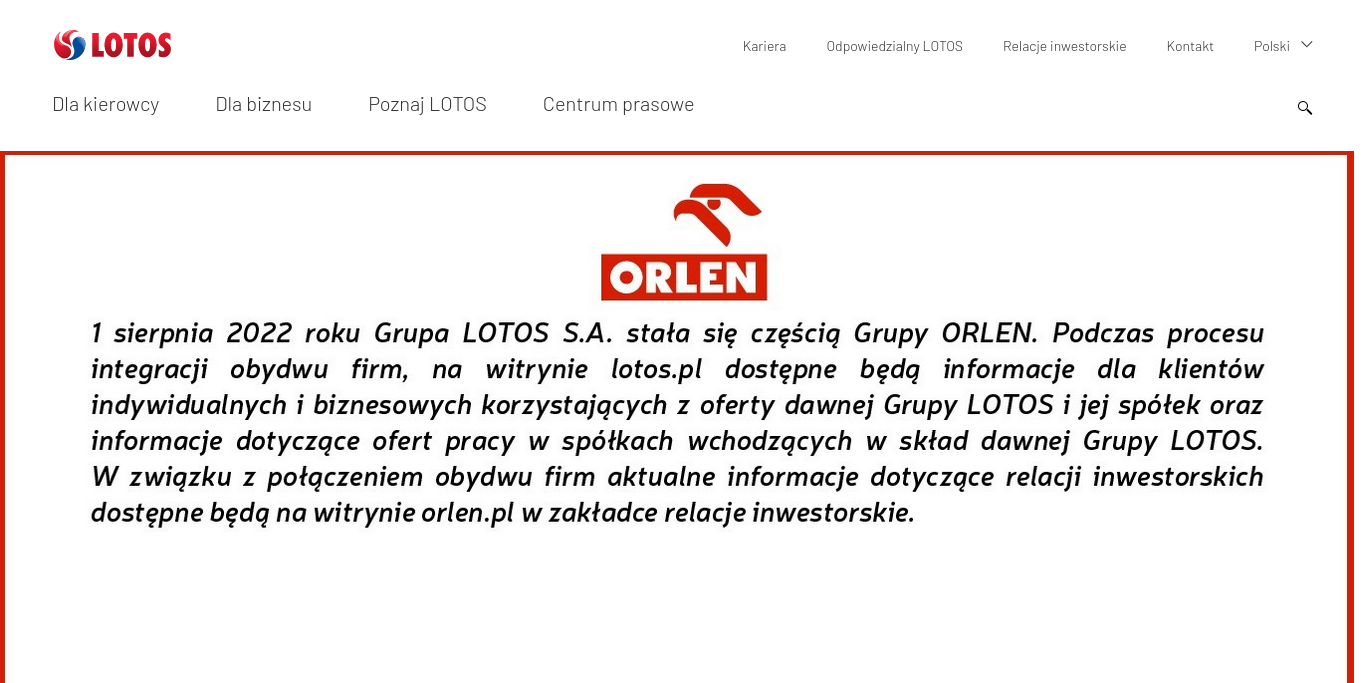 LOTOS
Kariera
Odpowiedzialny LOTOS
Relacje inwestorskie
Kontakt
Polski
Dla kierowcy
Dla biznesu
Poznaj LOTOS
Centrum prasowe
ORLEN
1 sierpnia 2022 roku Grupa LOTOS S.A. stała się częścią Grupy ORLEN. Podczas procesu
integracji obydwu firm, na witrynie lotos.pl dostępne będą informacje dla klientów
indywidualnych i biznesowych korzystających z oferty dawnej Grupy LOTOS i jej spółek oraz
informacje dotyczące ofert pracy w spółkach wchodzących w skład dawnej Grupy LOTOS.
W związku z połączeniem obydwu firm aktualne informacje dotyczące relacji inwestorskich
dostępne będą na witrynie orlen.pl w zakładce relacje inwestorskie.